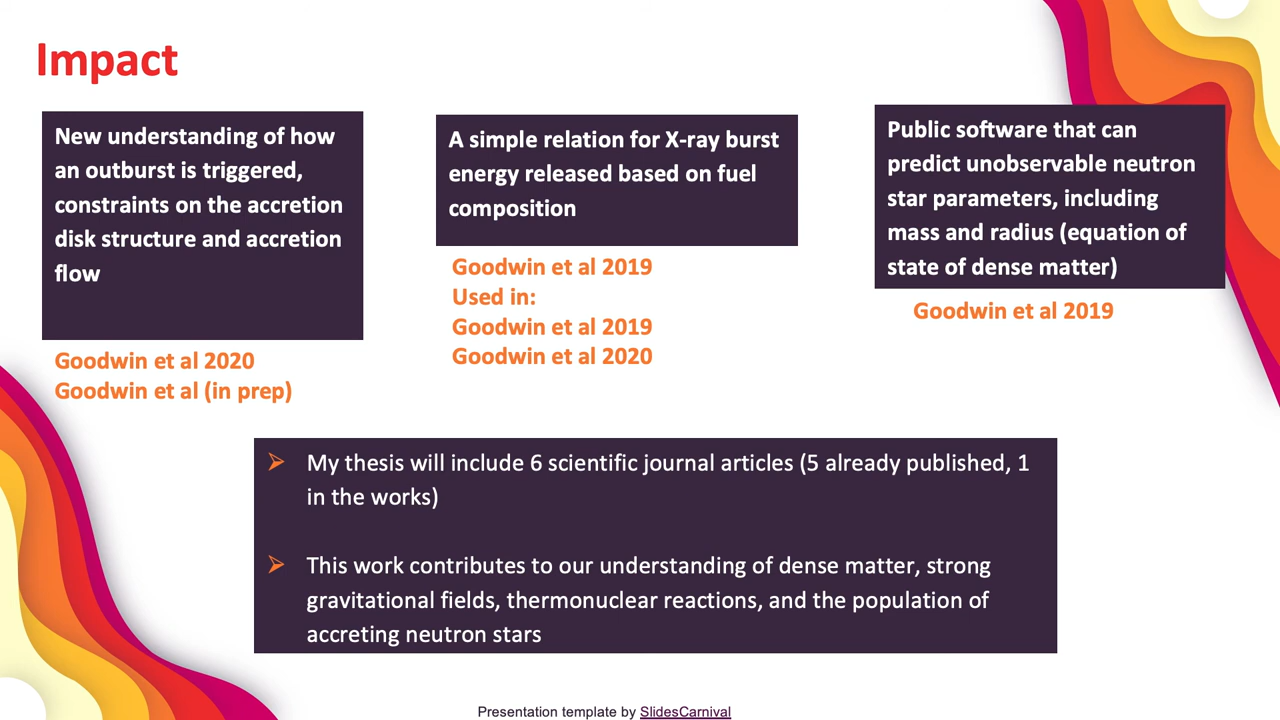 Impact
New understanding of how
an outburst is triggered,
constraints on the accretion
disk structure and accretion
flow
Goodwin et al 2020
Goodwin et al (in prep)
A simple relation for X-ray burst
energy released based on fuel
composition
Goodwin et al 2019
Used in:
Goodwin et al 2019
Goodwin et al 2020
Public software that can
predict unobservable neutron
star parameters, including
mass and radius (equation of
state of dense matter)
Goodwin et al 2019
My thesis will include 6 scientific journal articles (5 already published, 1
in the works)
This work contributes to our understanding of dense matter, strong
gravitational fields, thermonuclear reactions, and the population of
accreting neutron stars
Presentation template by SlidesCarnival